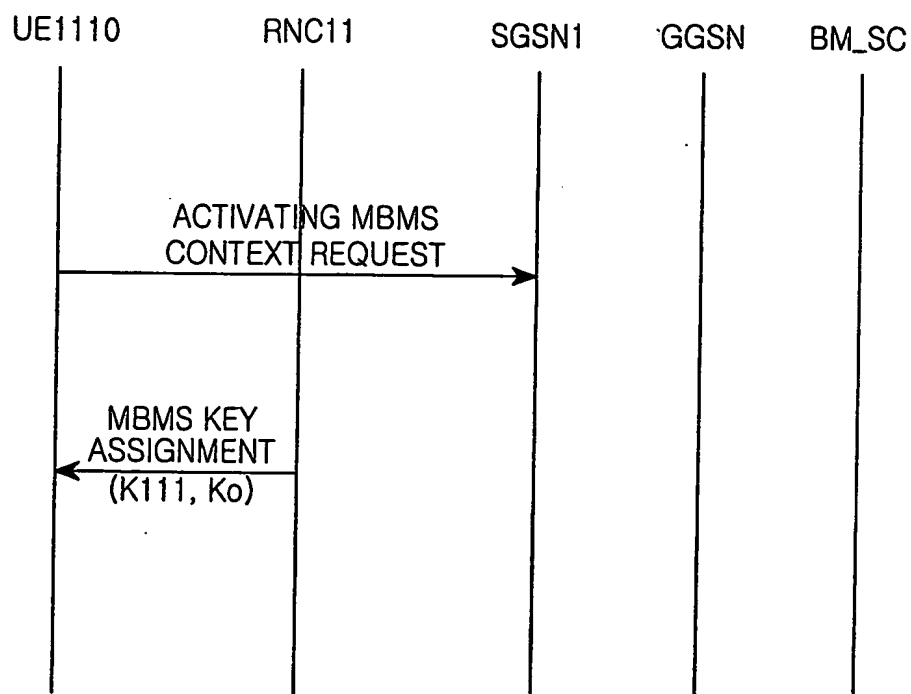 UE1110
RNC11
SGSN1
GGSN
BM_SC
ACTIVATING MBMS
CONTEXT REQUEST
MBMS KEY
ASSIGNMENT
(K111, Ko)